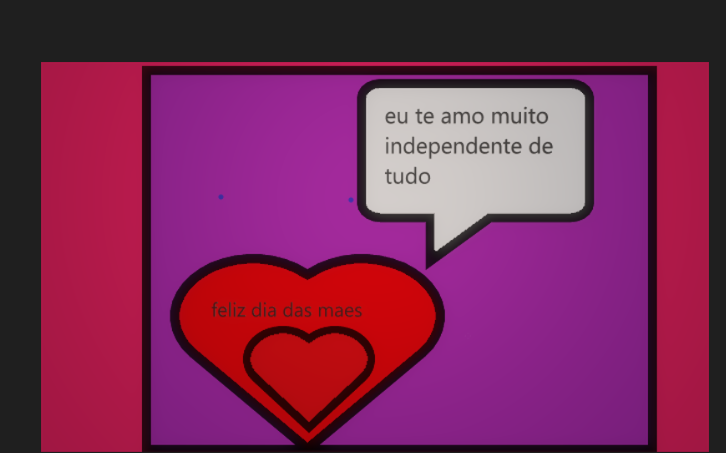 eu te amo muito
independente de
tudo
feliz dia das maes